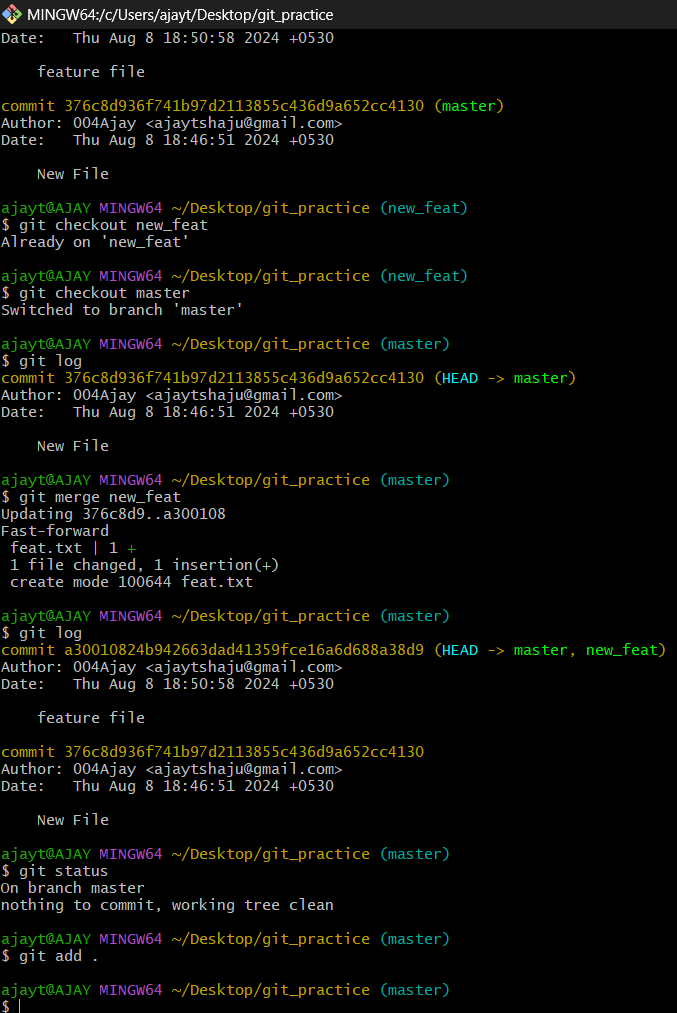 MINGW64:/c/Users/ajayt/Desktop/git_practice
Date:   Thu Aug 8 18:50:58 2024 +0530
    feature file
commit 376c8d936f741b97d2113855c436d9a652cc4130 (master)
Author: 004Ajay <ajaytshaju@gmail.com>
Date:   Thu Aug 8 18:46:51 2024 +0530
    New File
ajayt@AJAY MINGW64 ~/Desktop/git_practice (new_feat)
$ git checkout new_feat
Already on 'new_feat'
ajayt@AJAY MINGW64 ~/Desktop/git_practice (new_feat)
$ git checkout master
Switched to branch 'master'
ajayt@AJAY MINGW64 ~/Desktop/git_practice (master)
$ git log
commit 376c8d936f741b97d2113855c436d9a652cc4130 (HEAD -> master)
Author: 004Ajay <ajaytshaju@gmail.com>
Date:   Thu Aug 8 18:46:51 2024 +0530
    New File
ajayt@AJAY MINGW64 ~/Desktop/git_practice (master)
$ git merge new_feat
Updating 376c8d9..a300108
Fast-forward
 feat.txt | 1 +
 1 file changed, 1 insertion(+)
 create mode 100644 feat.txt
ajayt@AJAY MINGW64 ~/Desktop/git_practice (master)
$ git log
commit a30010824b942663dad41359fce16a6d688a38d9 (HEAD -> master, new_feat)
Author: 004Ajay <ajaytshaju@gmail.com>
Date:   Thu Aug 8 18:50:58 2024 +0530
    feature file
commit 376c8d936f741b97d2113855c436d9a652cc4130
Author: 004Ajay <ajaytshaju@gmail.com>
Date:   Thu Aug 8 18:46:51 2024 +0530
    New File
ajayt@AJAY MINGW64 ~/Desktop/git_practice (master)
$ git status
On branch master
nothing to commit, working tree clean
ajayt@AJAY MINGW64 ~/Desktop/git_practice (master)
$ git add .
ajayt@AJAY MINGW64 ~/Desktop/git_practice (master)
$